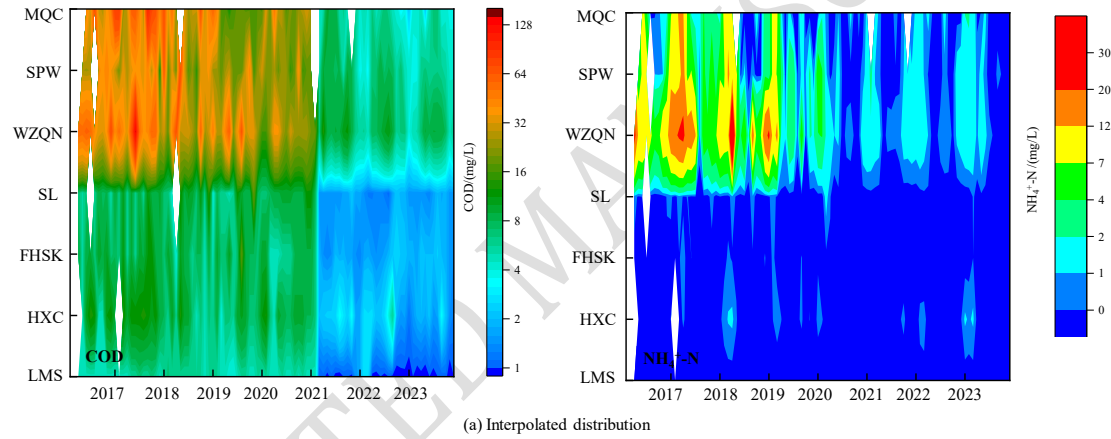 MQC
SPW
WZQN
SL
FHSK
HXC
LMS
COD
2017 2018 2019 2020 2021 2022 2023
128
64
32
16
8
4
2
1
COD/(mg/L)
MQC
SPW
WZQN
SL
FHSK
HXC
LMS
NH₄⁺-N
2017 2018 2019 2020 2021 2022 2023
30
20
12
7
4
2
1
0
NH₄⁺-N /(mg/L)
(a) Interpolated distribution